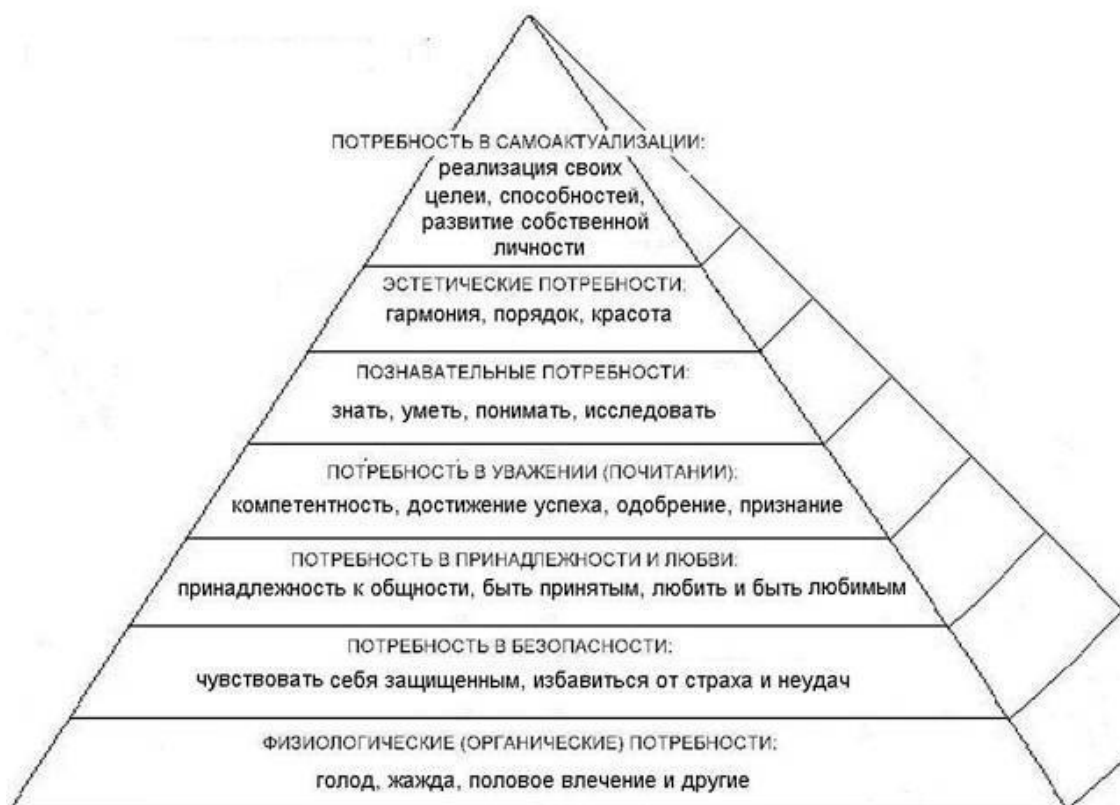 ПОТРЕБНОСТЬ В САМОАКТУАЛИЗАЦИИ:
реализация своих
целеи, способностей,
развитие собственной
личности
ЭСТЕТИЧЕСКИЕ ПОТРЕБНОСТИ:
гармония, порядок, красота
ПОЗНАВАТЕЛЬНЫЕ ПОТРЕБНОСТИ:
знать, уметь, понимать, исследовать
ПОТРЕБНОСТЬ В УВАЖЕНИИ (ПОЧИТАНИИ):
компетентность, достижение успеха, одобрение, признание
ПОТРЕБНОСТЬ В ПРИНАДЛЕЖНОСТИ И ЛЮБВИ:
принадлежность к общности, быть принятым, любить и быть любимым
ПОТРЕБНОСТЬ В БЕЗОПАСНОСТИ:
чувствовать себя защищенным, избавиться от страха и неудач
ФИЗИОЛОГИЧЕСКИЕ (ОРГАНИЧЕСКИЕ) ПОТРЕБНОСТИ:
голод, жажда, половое влечение и другие